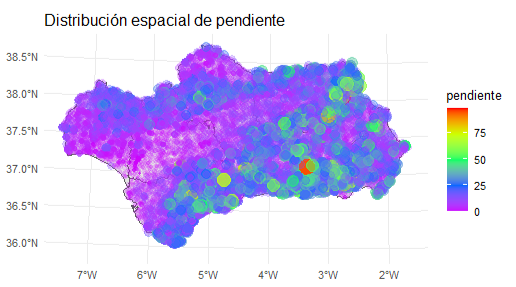 Distribución espacial de pendiente
38.5°N
38.0°N
37.5°N
37.0°N
36.5°N
36.0°N
7°W
6°W
5°W
4°W
3°W
2°W
pendiente
75
50
25
0